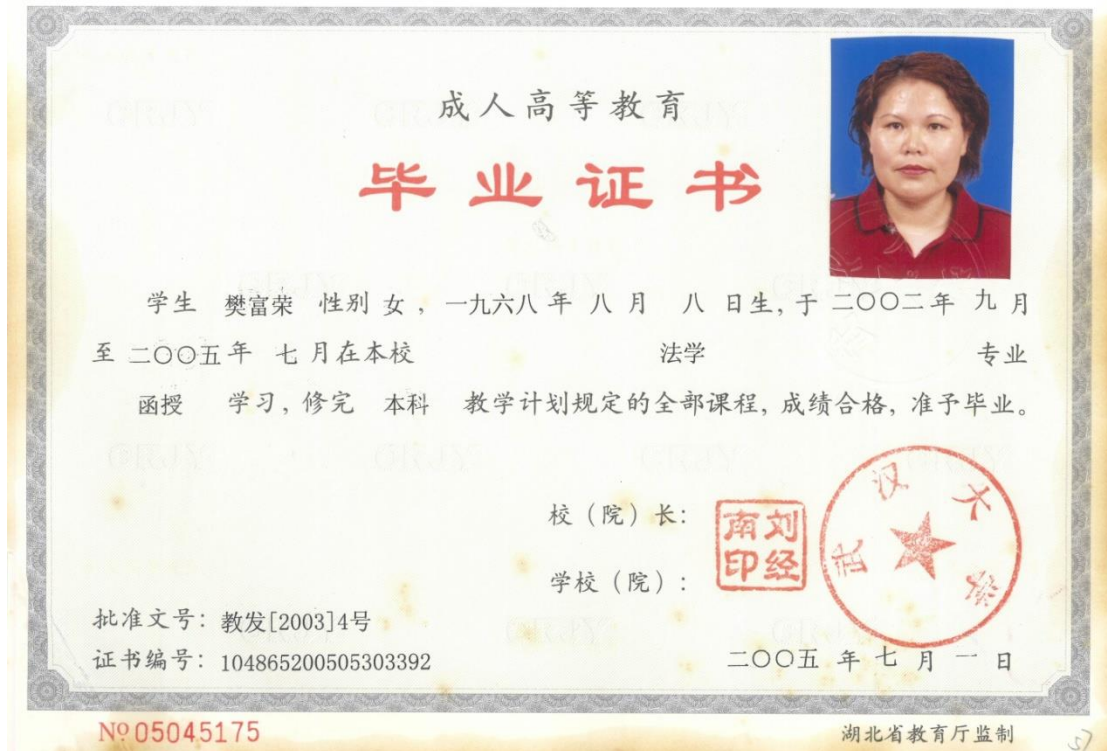 成人高等教育
毕业证书
学生 樊富荣 性别 女 ，一九六八 年 八 月 八 日生，于 二〇〇二年 九 月
至 二〇〇五年 七 月在本校 法学 专业
函授 学习，修完 本科 教学计划规定的全部课程，成绩合格，准予毕业。
校（院）长：
刘经南印
学校（院）：
武汉大学
批准文号：教发[2003]4号
证书编号：104865200505303392
二〇〇五 年 七 月 一 日
№ 05045175
湖北省教育厅监制